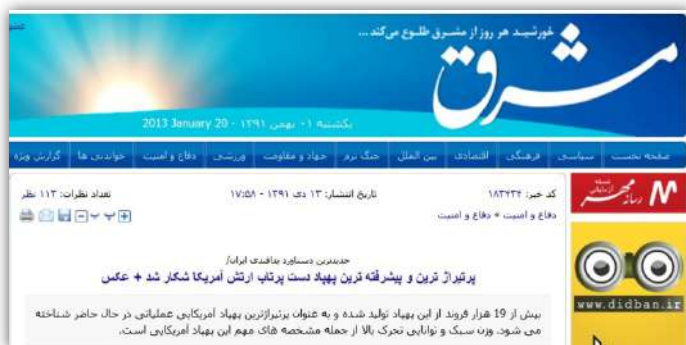 خورشید هر روز از مشرق طلوع می‌کند ...
مشرق
یکشنبه ۰۱ بهمن ۱۳۹۱ - 20 January 2013
صفحه نخست سیاسی فرهنگی اقتصادی بین الملل جنگ نرم جهاد و مقاومت ورزشی دفاع و امنیت خواندنی ها گزارش ویژه
کد خبر: ۱۸۳۴۳۴ تاریخ انتشار: ۱۳ دی ۱۳۹۱ - ۱۷:۵۸ تعداد نظرات: ۱۱۳ نظر
دفاع و امنیت » دفاع و امنیت
جدیدترین دستاورد پدافندی ایران/
پرتیراژ ترین و پیشرفته ترین پهپاد دست پرتاب ارتش آمریکا شکار شد + عکس
بیش از 19 هزار فروند از این پهپاد تولید شده و به عنوان پرتیراژترین پهپاد آمریکایی عملیاتی در حال حاضر شناخته
می شود. وزن سبک و توانایی تحرک بالا از جمله مشخصه های مهم این پهپاد آمریکایی است.
رسانه مهر
www.didban.ir